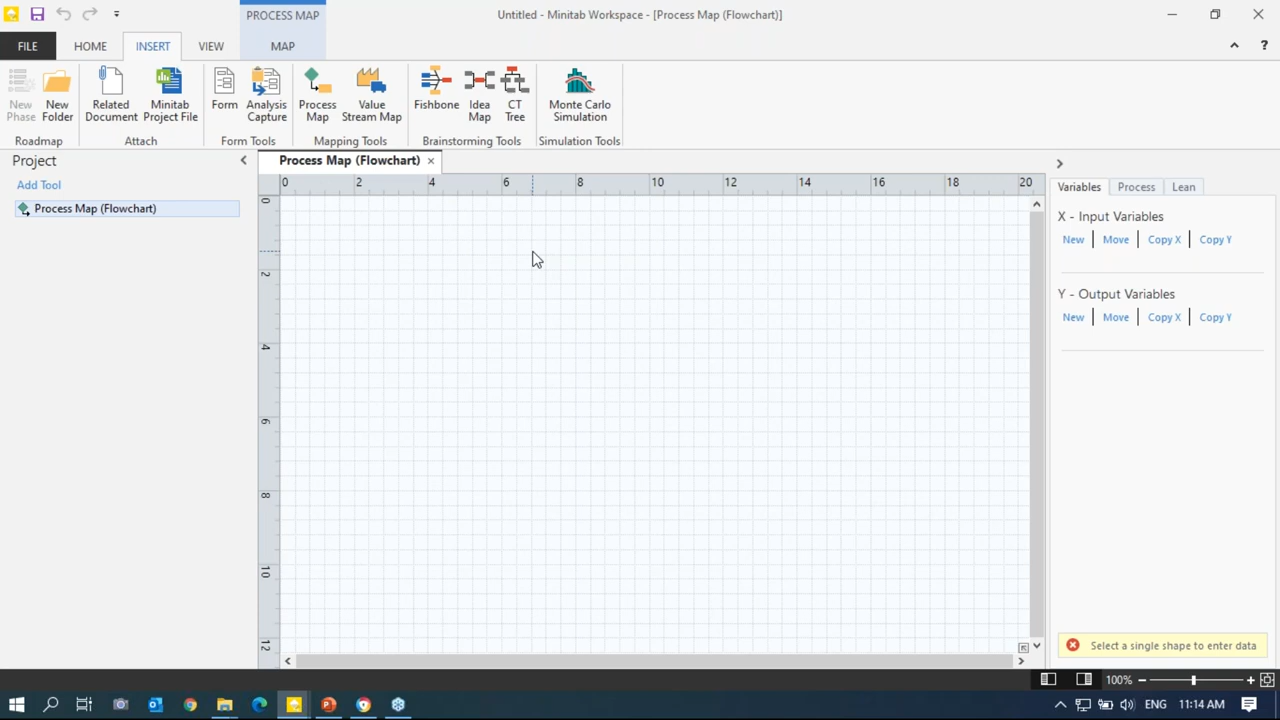 PROCESS MAP
Untitled - Minitab Workspace - [Process Map (Flowchart)]
FILE HOME INSERT VIEW MAP
New Phase New Folder Related Document Minitab Project File Form Analysis Capture Process Map Value Stream Map Fishbone Idea Map CT Tree Monte Carlo Simulation
Roadmap Attach Form Tools Mapping Tools Brainstorming Tools Simulation Tools
Project
Process Map (Flowchart) ×
Add Tool
Process Map (Flowchart)
0 2 4 6 8 10 12 14 16 18 20
0
2
4
6
8
10
12
Variables Process Lean
X - Input Variables
New Move Copy X Copy Y
Y - Output Variables
New Move Copy X Copy Y
Select a single shape to enter data
100%
ENG 11:14 AM